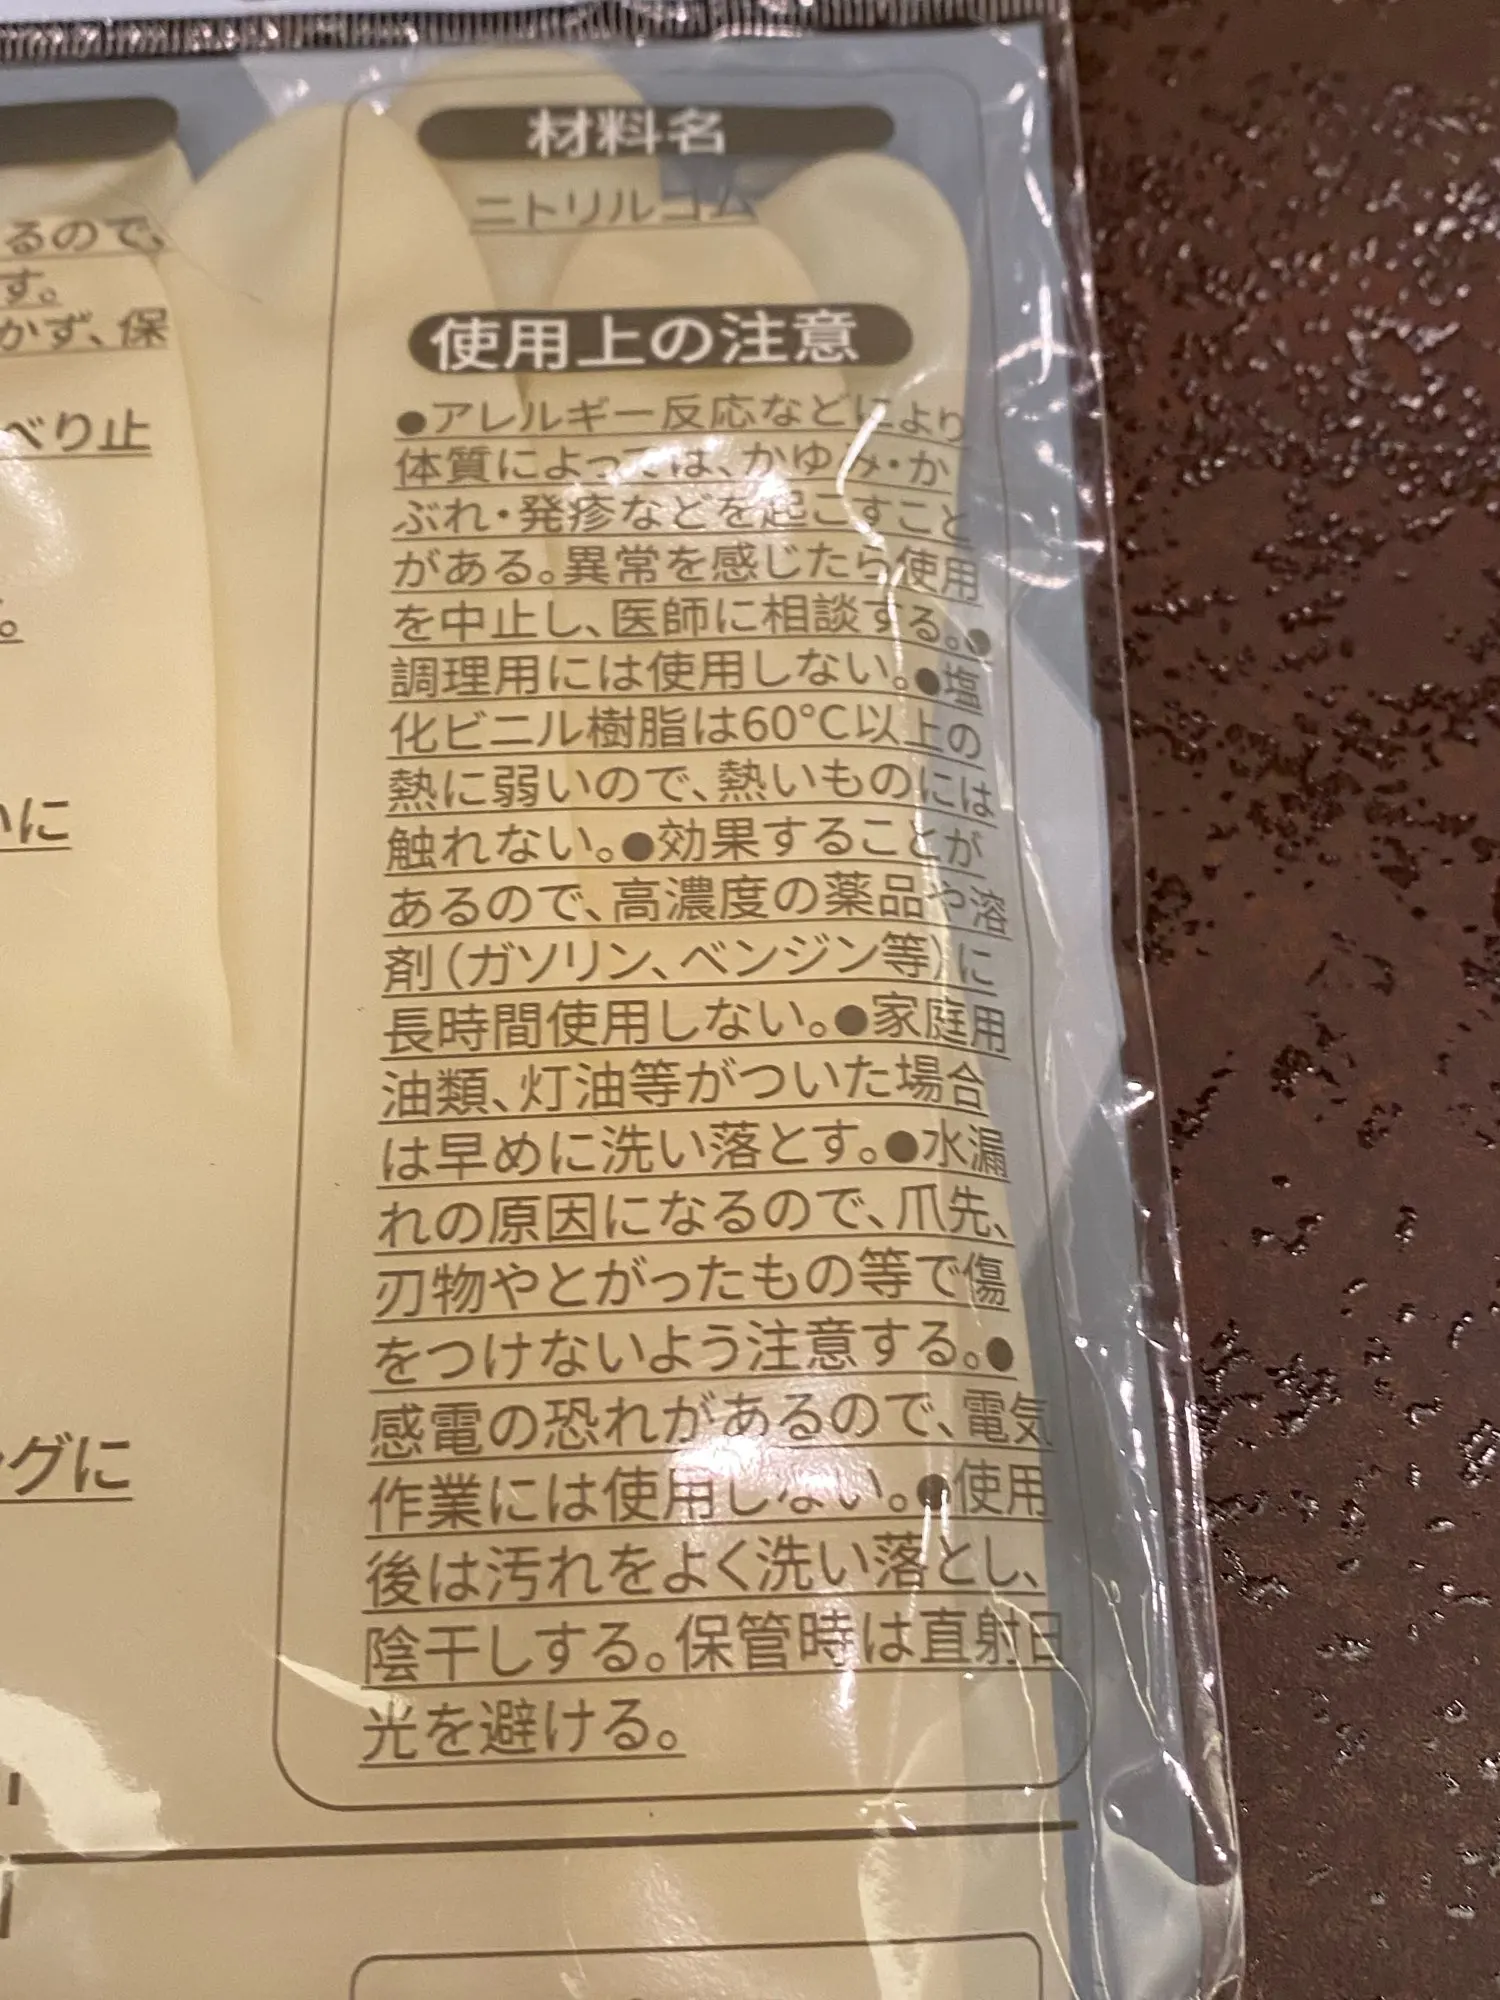 るので、
す。
かず、保
べり止
。
いに
ングに
材料名
ニトリルゴム
使用上の注意
●アレルギー反応などにより
体質によっては、かゆみ・か
ぶれ・発疹などを起こすこと
がある。異常を感じたら使用
を中止し、医師に相談する。●
調理用には使用しない。●塩
化ビニル樹脂は60℃以上の
熱に弱いので、熱いものには
触れない。●効果することが
あるので、高濃度の薬品や溶
剤(ガソリン、ベンジン等)に
長時間使用しない。●家庭用
油類、灯油等がついた場合
は早めに洗い落とす。●水漏
れの原因になるので、爪先、
刃物やとがったもの等で傷
をつけないよう注意する。●
感電の恐れがあるので、電気
作業には使用しない。●使用
後は汚れをよく洗い落とし、
陰干しする。保管時は直射日
光を避ける。